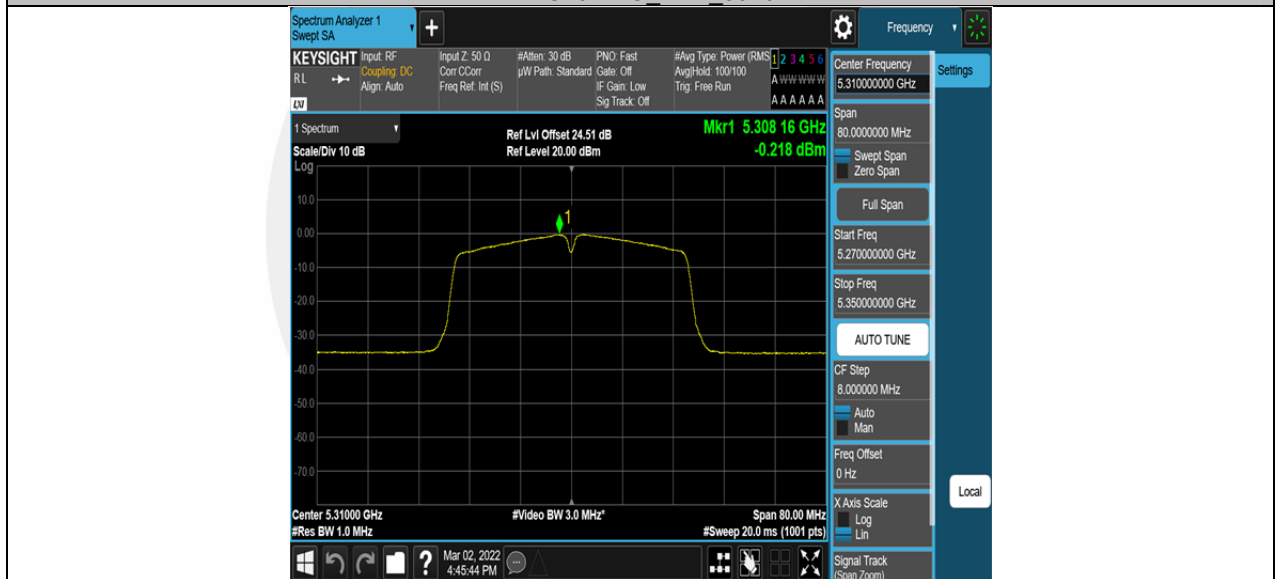 Spectrum Analyzer 1
Swept SA
+
Frequency
KEYSIGHT
RL
LXI
Input: RF
Coupling: DC
Align: Auto
Input Z: 50 Ω
Corr CCorr
Freq Ref: Int (S)
#Atten: 30 dB
µW Path: Standard
PNO: Fast
Gate: Off
IF Gain: Low
Sig Track: Off
#Avg Type: Power (RMS
Avg|Hold: 100/100
Trig: Free Run
1 2 3 4 5 6
A W W W W W
A A A A A A
1 Spectrum
Scale/Div 10 dB
Log
Ref Lvl Offset 24.51 dB
Ref Level 20.00 dBm
Mkr1 5.308 16 GHz
-0.218 dBm
1
10.0
0.00
-10.0
-20.0
-30.0
-40.0
-50.0
-60.0
-70.0
Center 5.31000 GHz
#Res BW 1.0 MHz
#Video BW 3.0 MHz*
Span 80.00 MHz
#Sweep 20.0 ms (1001 pts)
?
Mar 02, 2022
4:45:44 PM
Center Frequency
5.310000000 GHz
Span
80.0000000 MHz
Swept Span
Zero Span
Full Span
Start Freq
5.270000000 GHz
Stop Freq
5.350000000 GHz
AUTO TUNE
CF Step
8.000000 MHz
Auto
Man
Freq Offset
0 Hz
X Axis Scale
Log
Lin
Signal Track
(Span Zoom)
Settings
Local